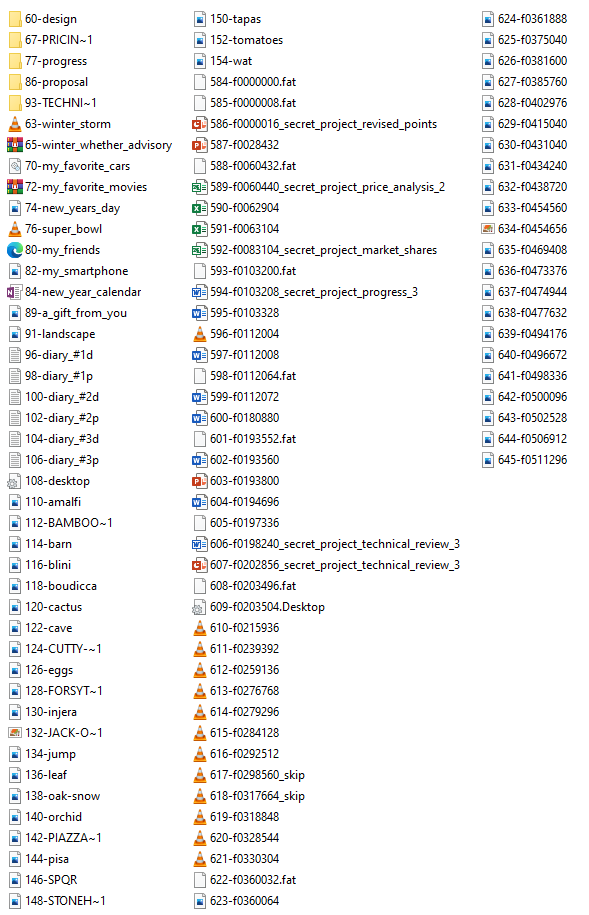 60-design
67-PRICIN~1
77-progress
86-proposal
93-TECHNI~1
63-winter_storm
65-winter_whether_advisory
70-my_favorite_cars
72-my_favorite_movies
74-new_years_day
76-super_bowl
80-my_friends
82-my_smartphone
84-new_year_calendar
89-a_gift_from_you
91-landscape
96-diary_#1d
98-diary_#1p
100-diary_#2d
102-diary_#2p
104-diary_#3d
106-diary_#3p
108-desktop
110-amalfi
112-BAMBOO~1
114-barn
116-blini
118-boudicca
120-cactus
122-cave
124-CUTTY-~1
126-eggs
128-FORSYT~1
130-injera
132-JACK-O~1
134-jump
136-leaf
138-oak-snow
140-orchid
142-PIAZZA~1
144-pisa
146-SPQR
148-STONEH~1
150-tapas
152-tomatoes
154-wat
584-f0000000.fat
585-f0000008.fat
586-f0000016_secret_project_revised_points
587-f0028432
588-f0060432.fat
589-f0060440_secret_project_price_analysis_2
590-f0062904
591-f0063104
592-f0083104_secret_project_market_shares
593-f0103200.fat
594-f0103208_secret_project_progress_3
595-f0103328
596-f0112004
597-f0112008
598-f0112064.fat
599-f0112072
600-f0180880
601-f0193552.fat
602-f0193560
603-f0193800
604-f0194696
605-f0197336
606-f0198240_secret_project_technical_review_3
607-f0202856_secret_project_technical_review_3
608-f0203496.fat
609-f0203504.Desktop
610-f0215936
611-f0239392
612-f0259136
613-f0276768
614-f0279296
615-f0284128
616-f0292512
617-f0298560_skip
618-f0317664_skip
619-f0318848
620-f0328544
621-f0330304
622-f0360032.fat
623-f0360064
624-f0361888
625-f0375040
626-f0381600
627-f0385760
628-f0402976
629-f0415040
630-f0431040
631-f0434240
632-f0438720
633-f0454560
634-f0454656
635-f0469408
636-f0473376
637-f0474944
638-f0477632
639-f0494176
640-f0496672
641-f0498336
642-f0500096
643-f0502528
644-f0506912
645-f0511296